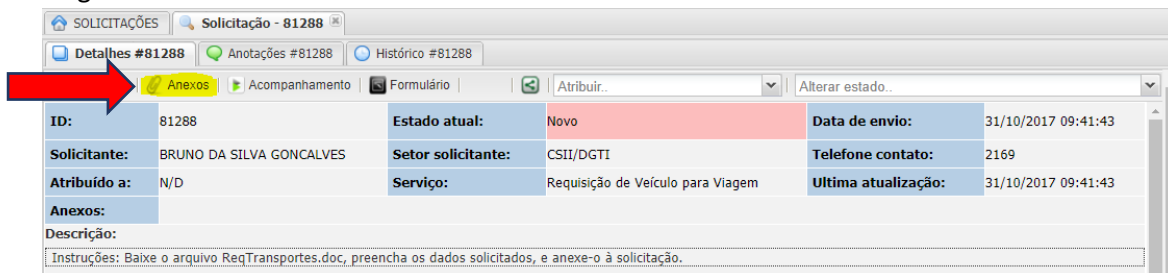 SOLICITAÇÕES Solicitação - 81288
Detalhes #81288 Anotações #81288 Histórico #81288
Anexos Acompanhamento Formulário Atribuir.. Alterar estado..
ID: 81288 Estado atual: Novo Data de envio: 31/10/2017 09:41:43
Solicitante: BRUNO DA SILVA GONCALVES Setor solicitante: CSII/DGTI Telefone contato: 2169
Atribuído a: N/D Serviço: Requisição de Veículo para Viagem Ultima atualização: 31/10/2017 09:41:43
Anexos:
Descrição:
Instruções: Baixe o arquivo ReqTransportes.doc, preencha os dados solicitados, e anexe-o à solicitação.